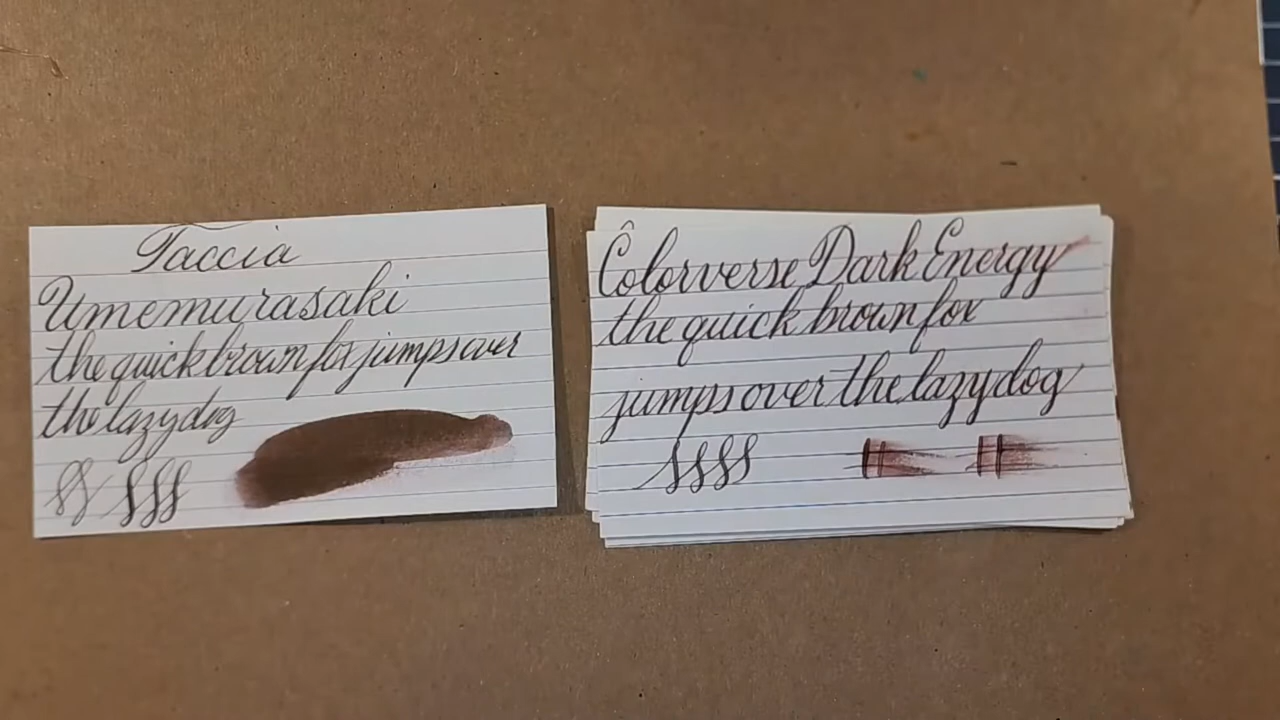 Taccia
Umemurasaki
the quick brown fox jumps over
the lazy dog
Colorverse Dark Energy
the quick brown fox
jumps over the lazy dog